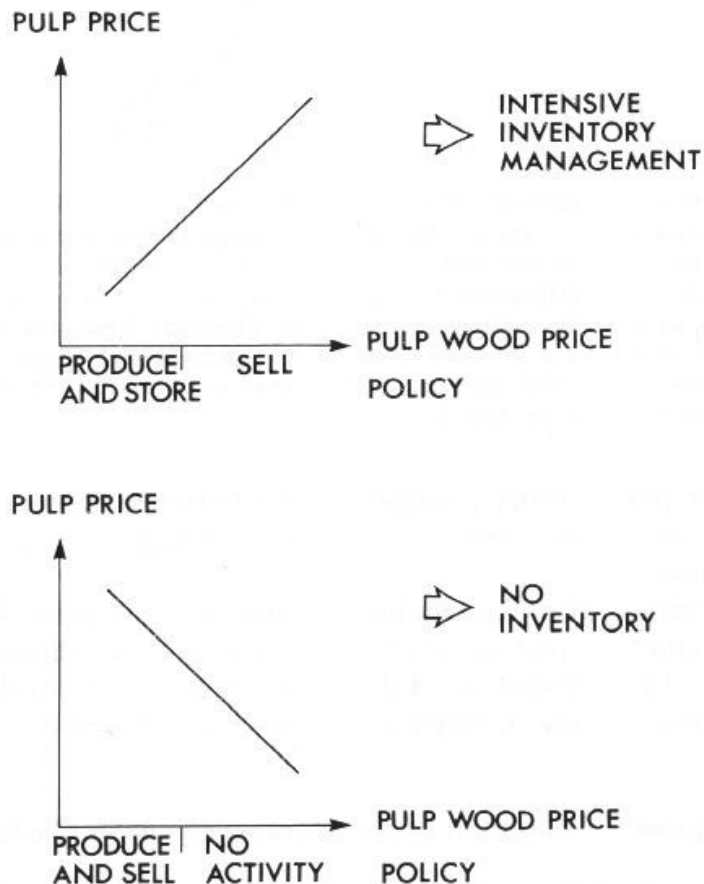 PULP PRICE
INTENSIVE
INVENTORY
MANAGEMENT
PULP WOOD PRICE
PRODUCE SELL
AND STORE POLICY
PULP PRICE
NO
INVENTORY
PULP WOOD PRICE
PRODUCE NO
AND SELL ACTIVITY POLICY